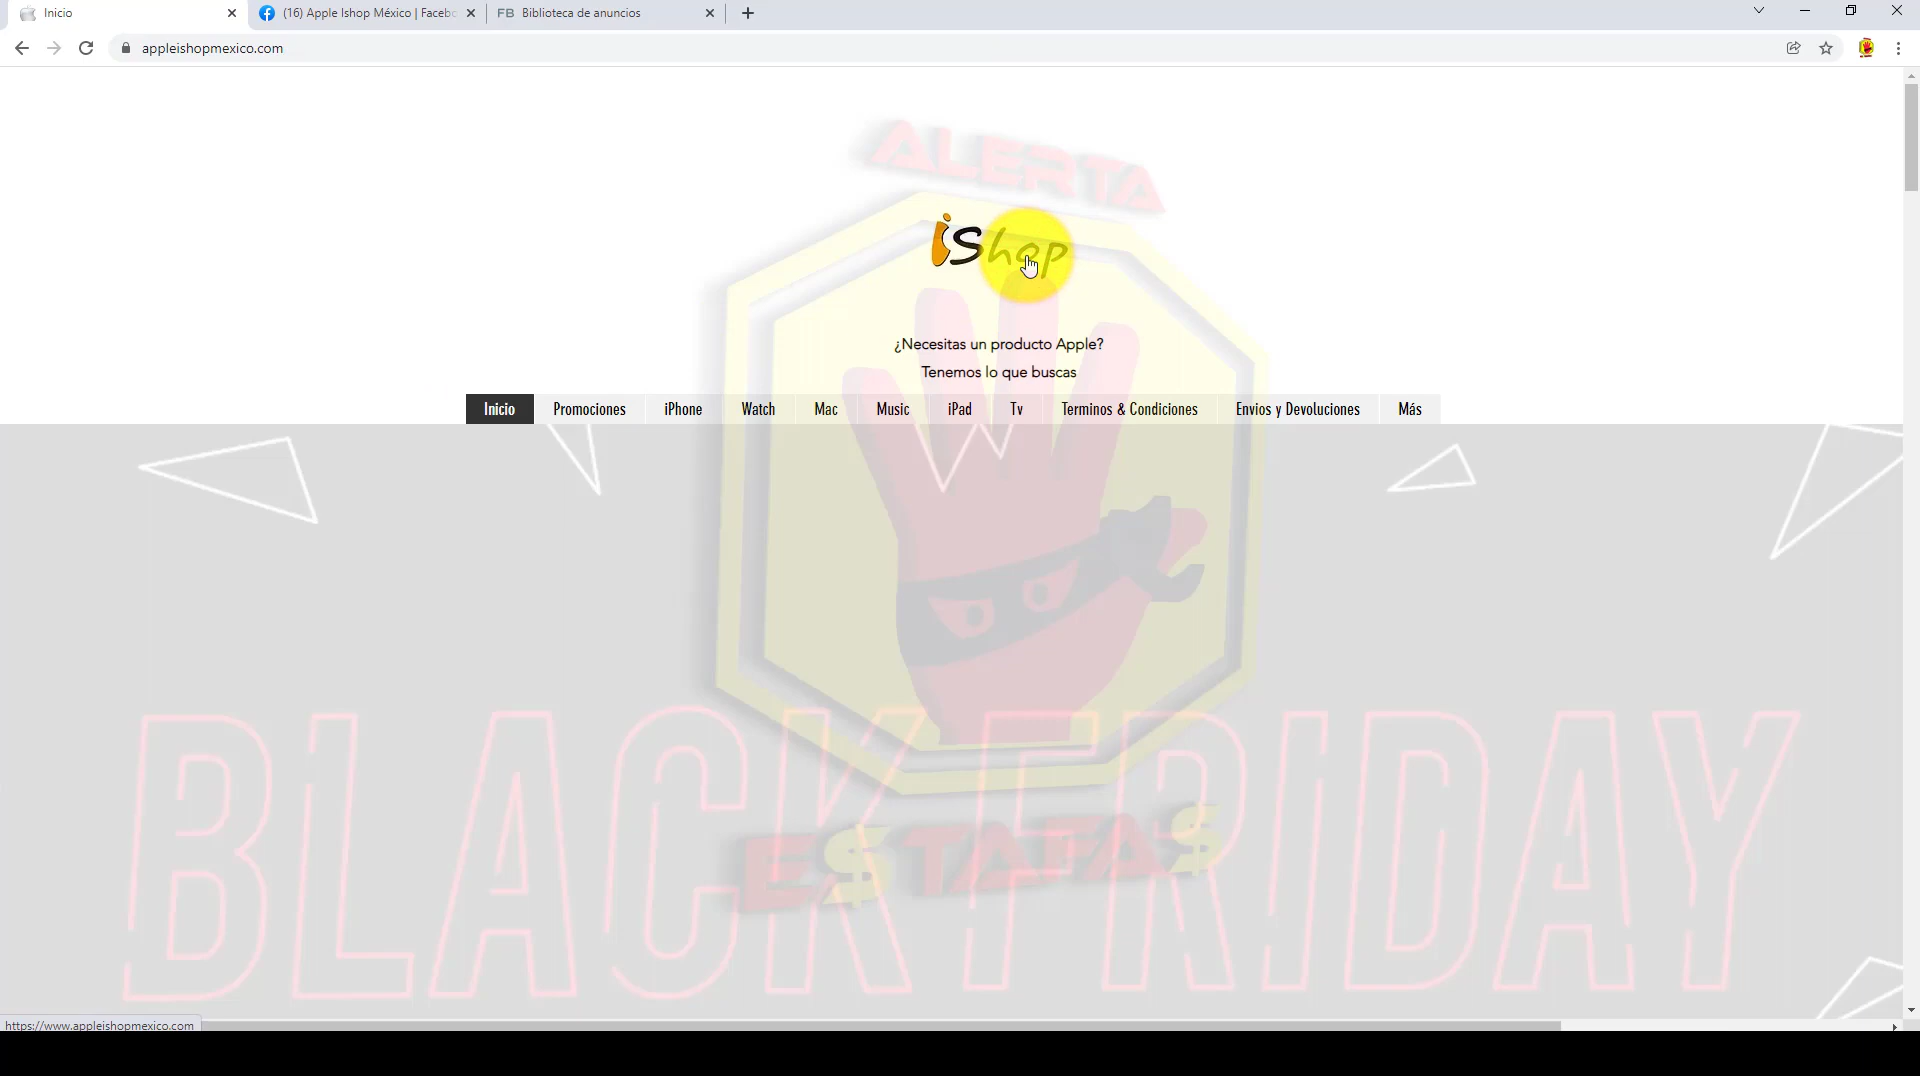 Inicio
(16) Apple Ishop México | Facebo
FB Biblioteca de anuncios
appleishopmexico.com
ALERTA
iShop
¿Necesitas un producto Apple?
Tenemos lo que buscas
Inicio Promociones iPhone Watch Mac Music iPad Tv Terminos & Condiciones Envios y Devoluciones Más
BLACK FRIDAY
E$TAFA$
https://www.appleishopmexico.com